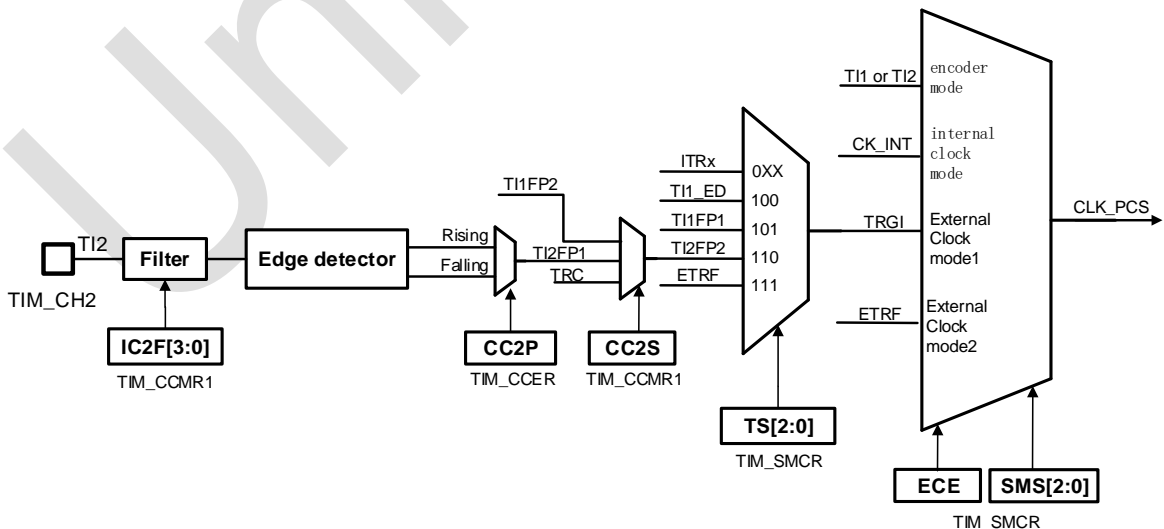 TI1 or TI2
encoder
mode
CK_INT
internal
clock
mode
ITRx
0XX
TI1FP2
TI1_ED
100
CLK_PCS
TI1FP1
101
TRGI
External
Clock
mode1
TI2
Filter
Edge detector
Rising
Falling
TI2FP1
TRC
TI2FP2
110
ETRF
111
TIM_CH2
ETRF
External
Clock
mode2
IC2F[3:0]
TIM_CCMR1
CC2P
TIM_CCER
CC2S
TIM_CCMR1
TS[2:0]
TIM_SMCR
ECE
SMS[2:0]
TIM_SMCR